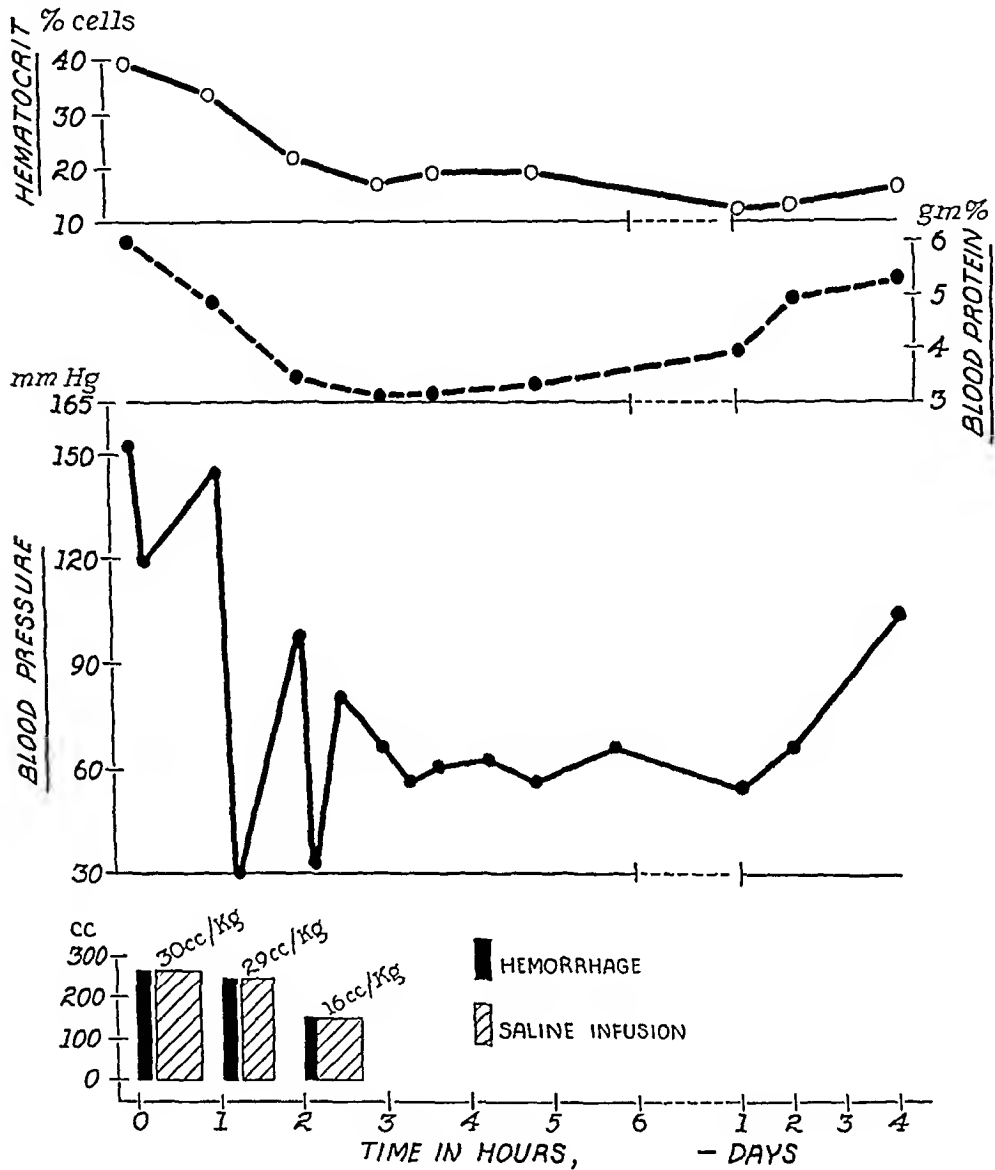 % cells
HEMATOCRIT
40
30
20
10
gm%
6
5
4
3
BLOOD PROTEIN
mm Hg
165
150
120
90
60
30
BLOOD PRESSURE
cc
300
200
100
0
30cc/Kg
29cc/Kg
16cc/Kg
HEMORRHAGE
SALINE INFUSION
0 1 2 3 4 5 6 1 2 3 4
TIME IN HOURS, - DAYS